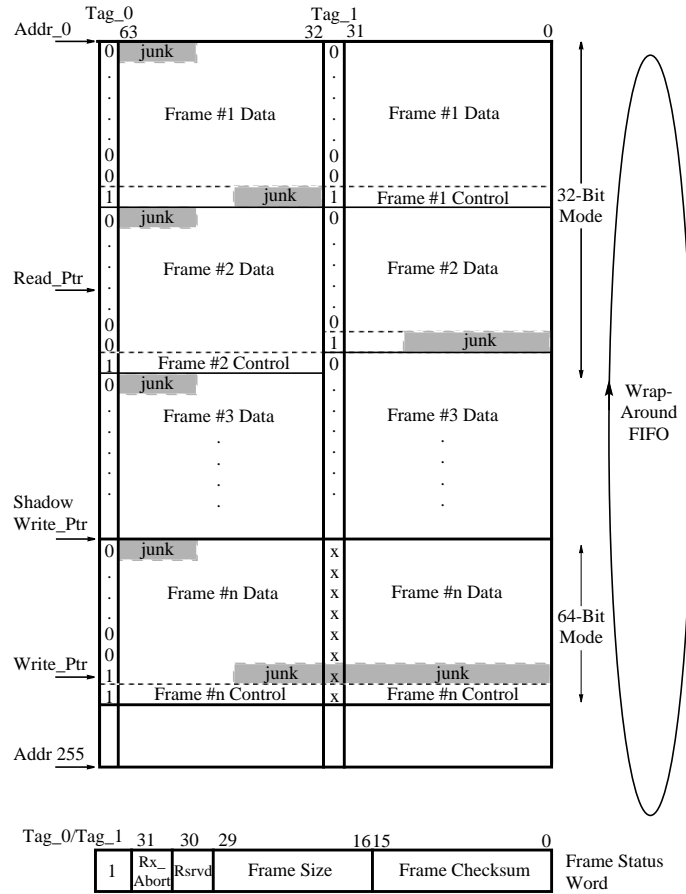 Tag_0 Tag_1
Addr_0 63 32 31 0
0 junk 0
. .
. Frame #1 Data . Frame #1 Data
. .
. .
0 0
0 0
1 junk 1 Frame #1 Control
32-Bit
Mode
0 junk 0
. .
. Frame #2 Data . Frame #2 Data
Read_Ptr . .
. .
0 0
0 1 junk
1 Frame #2 Control 0
0 junk .
. Frame #3 Data . Frame #3 Data
. .
. .
. .
Wrap-
Around
FIFO
Shadow
Write_Ptr
0 junk x
. x
. Frame #n Data x Frame #n Data
. x
0 x
0 x
64-Bit
Mode
Write_Ptr 1 junk x junk
1 Frame #n Control x Frame #n Control
Addr 255
Tag_0/Tag_1 31 30 29 16 15 0
1 Rx_ Abort Rsrvd Frame Size Frame Checksum
Frame Status
Word